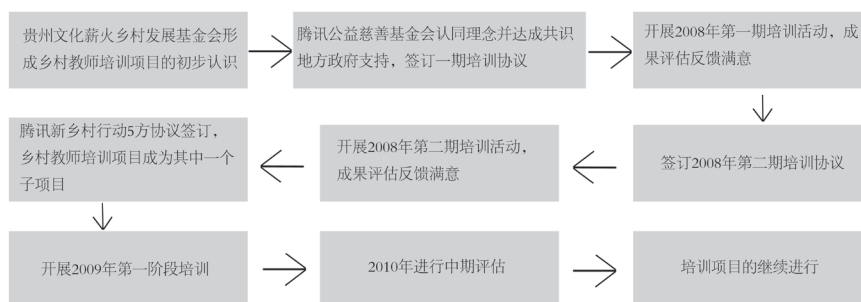 贵州文化薪火乡村发展基金会形
成乡村教师培训项目的初步认识
腾讯公益慈善基金会认同理念并达成共识
地方政府支持，签订一期培训协议
开展2008年第一期培训活动，成
果评估反馈满意
签订2008年第二期培训协议
开展2008年第二期培训活动，
成果评估反馈满意
腾讯新乡村行动5方协议签订，
乡村教师培训项目成为其中一个
子项目
开展2009年第一阶段培训
2010年进行中期评估
培训项目的继续进行